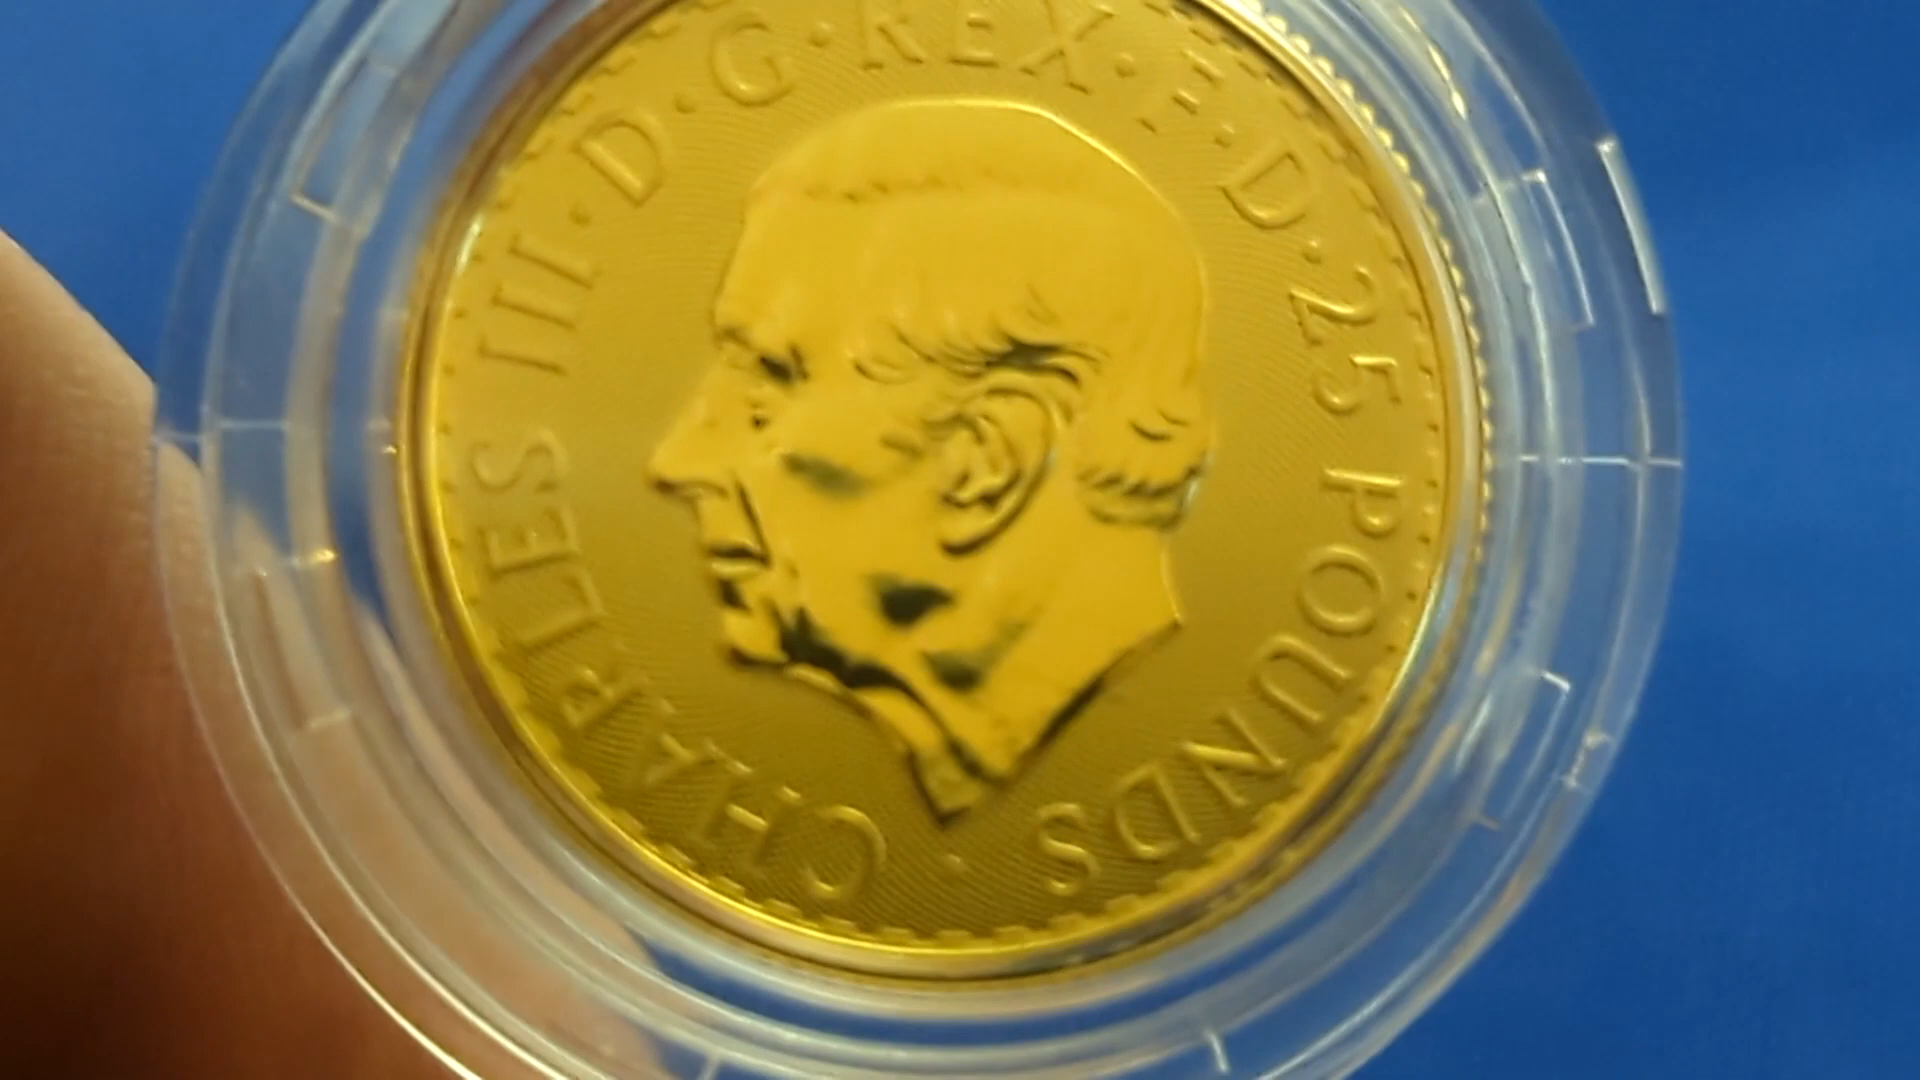 CHARLES III · D · G · REX · F · D · 25 POUNDS ·